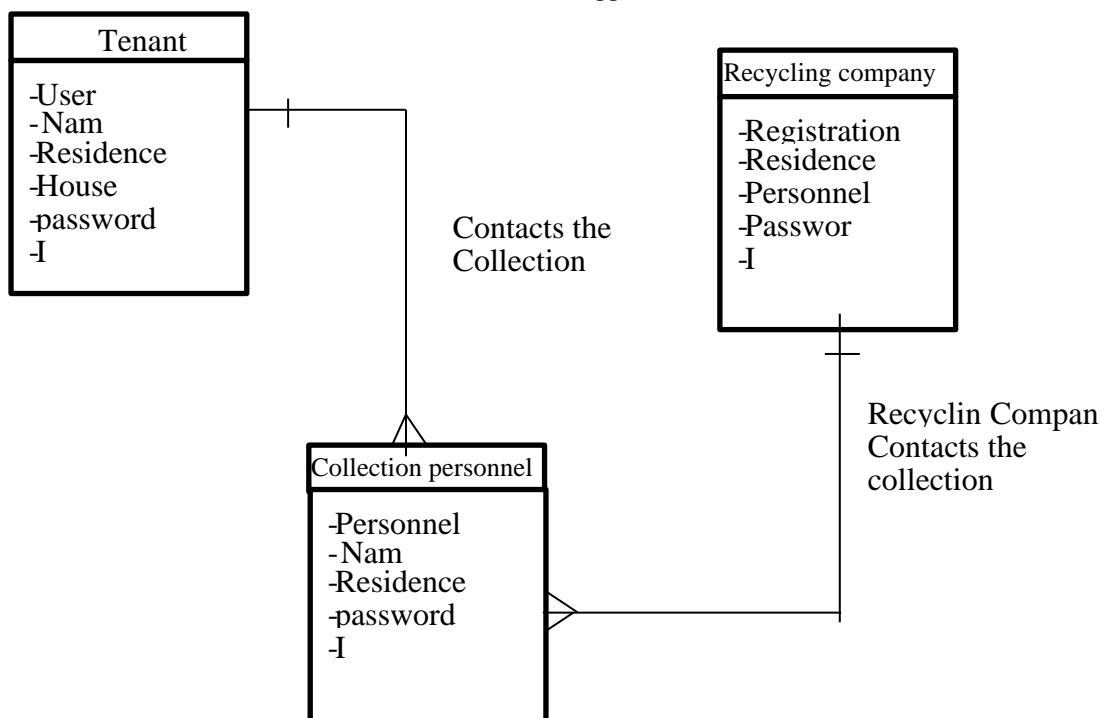 Tenant
-User
-Nam
-Residence
-House
-password
-I
Recycling company
-Registration
-Residence
-Personnel
-Passwor
-I
Contacts the
Collection
Recyclin Compan
Contacts the
collection
Collection personnel
-Personnel
-Nam
-Residence
-password
-I